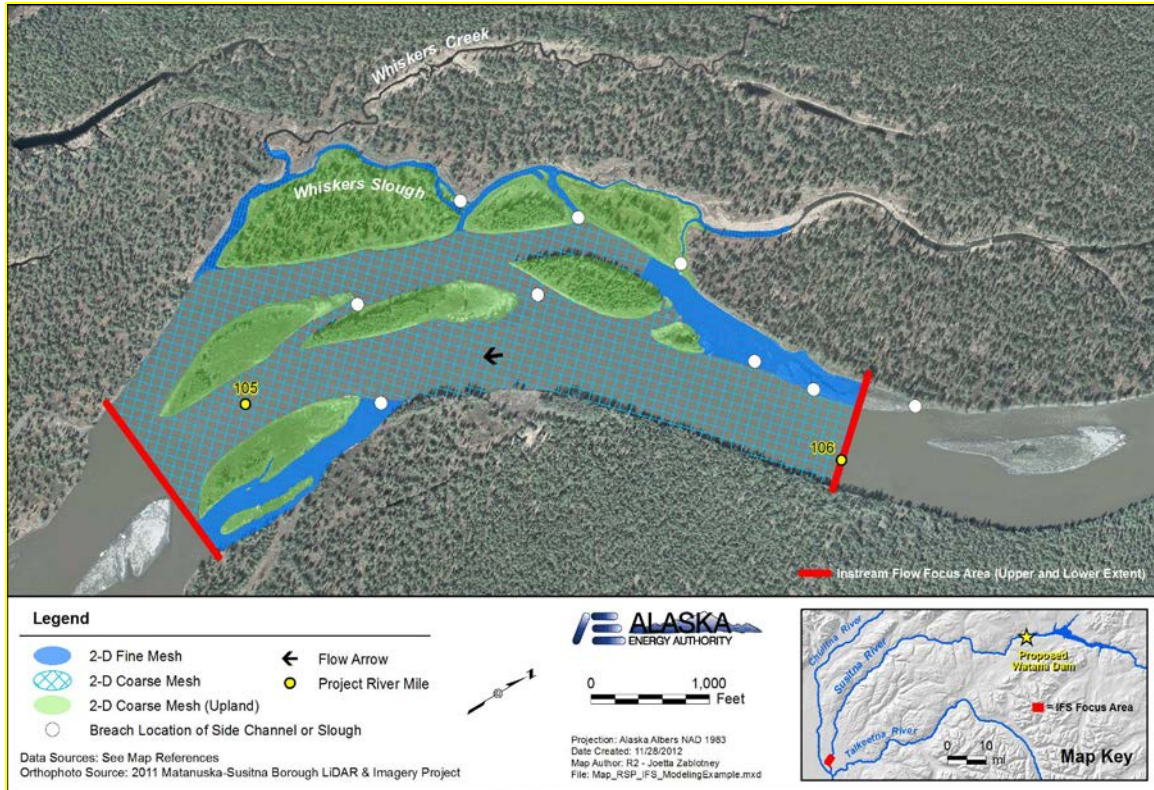 Whiskers Creek
Whiskers Slough
105
106
Instream Flow Focus Area (Upper and Lower Extent)
Legend
2-D Fine Mesh
2-D Coarse Mesh
2-D Coarse Mesh (Upland)
Breach Location of Side Channel or Slough
Flow Arrow
Project River Mile
Data Sources: See Map References
Orthophoto Source: 2011 Matanuska-Susitna Borough LiDAR & Imagery Project
ALASKA
ENERGY AUTHORITY
N
0 1,000
Feet
Projection: Alaska Albers NAD 1983
Date Created: 11/28/2012
Map Author: R2 - Joetta Zablotney
File: Map_RSP_IFS_ModelingExample.mxd
Chulitna River
Susitna River
Talkeetna River
Proposed
Watana Dam
= IFS Focus Area
0 10
mi
Map Key